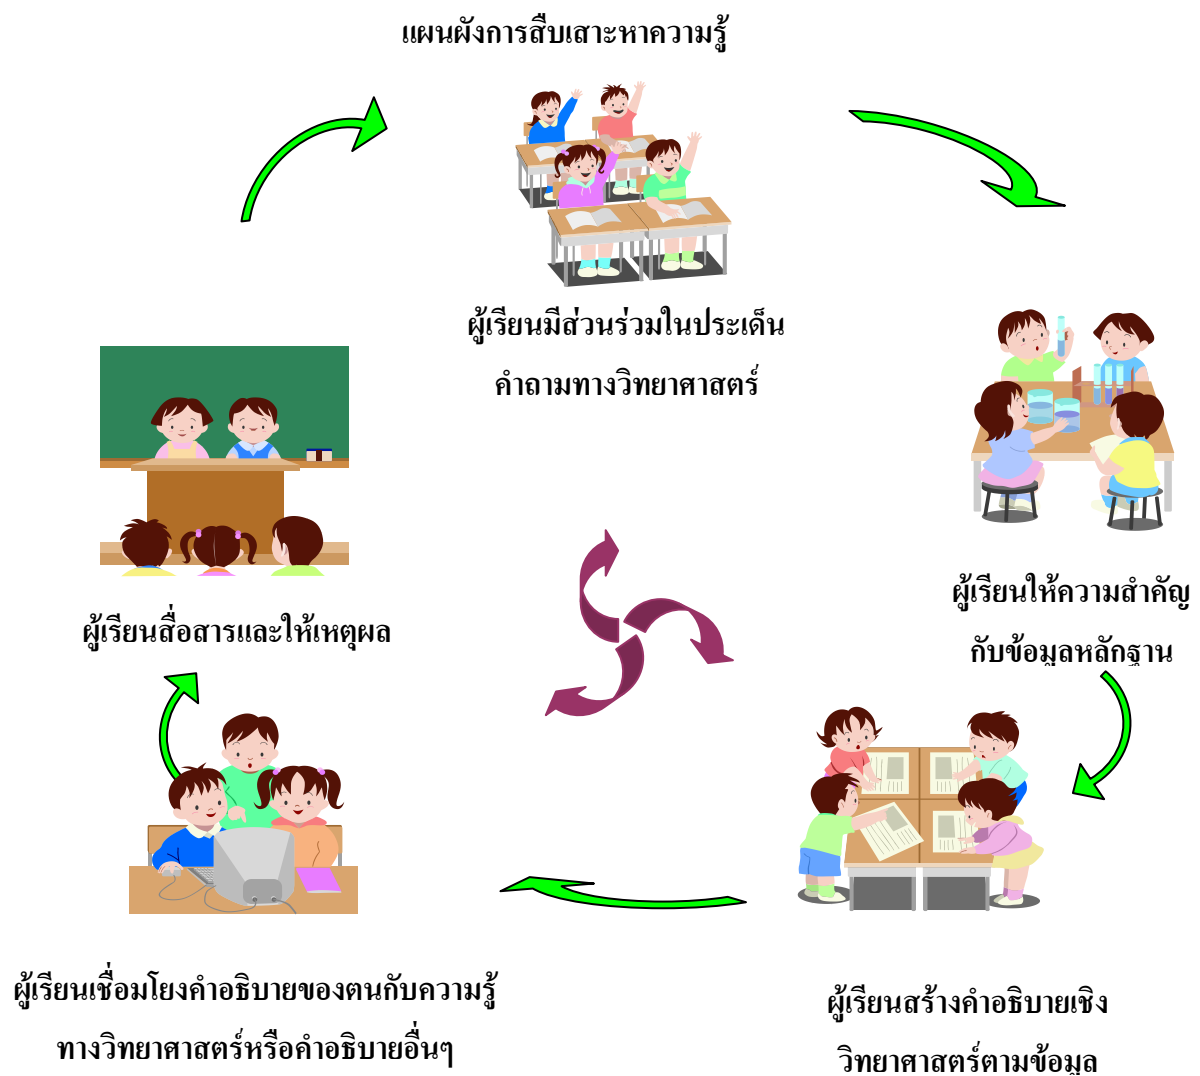 แผนผังการสืบเสาะหาความรู้
ผู้เรียนมีส่วนร่วมในประเด็น
คำถามทางวิทยาศาสตร์
ผู้เรียนให้ความสำคัญ
กับข้อมูลหลักฐาน
ผู้เรียนสร้างคำอธิบายเชิง
วิทยาศาสตร์ตามข้อมูล
ผู้เรียนเชื่อมโยงคำอธิบายของตนกับความรู้
ทางวิทยาศาสตร์หรือคำอธิบายอื่นๆ
ผู้เรียนสื่อสารและให้เหตุผล